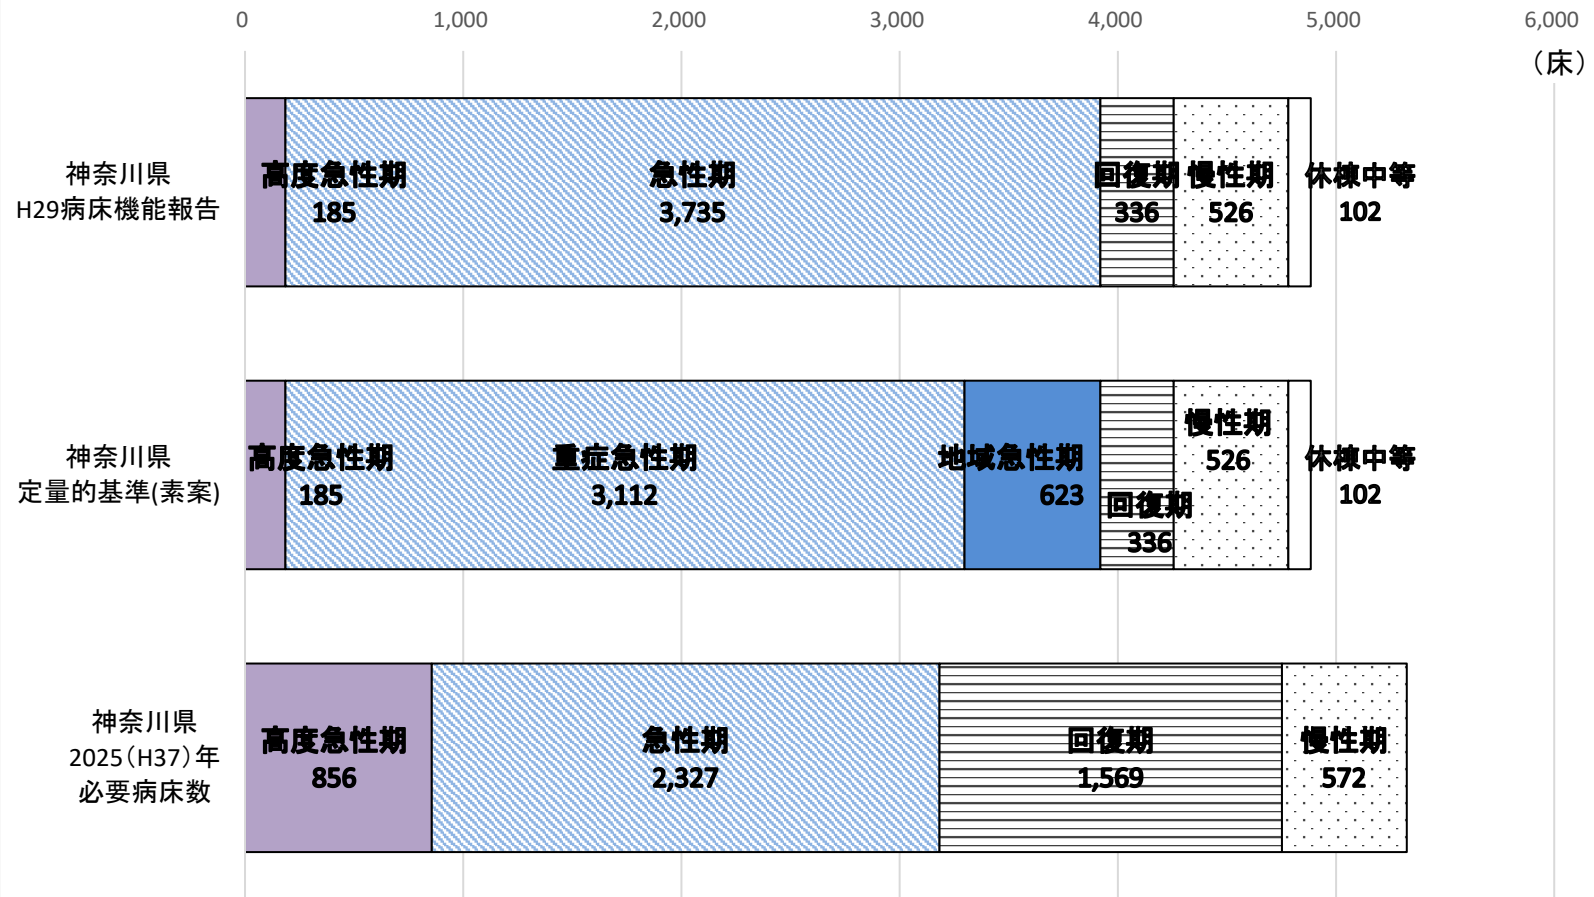 0 1,000 2,000 3,000 4,000 5,000 6,000
（床）
神奈川県
H29病床機能報告
高度急性期
185
急性期
3,735
回復期
336
慢性期
526
休棟中等
102
神奈川県
定量的基準(素案)
高度急性期
185
重症急性期
3,112
地域急性期
623
回復期
336
慢性期
526
休棟中等
102
神奈川県
2025（H37）年
必要病床数
高度急性期
856
急性期
2,327
回復期
1,569
慢性期
572